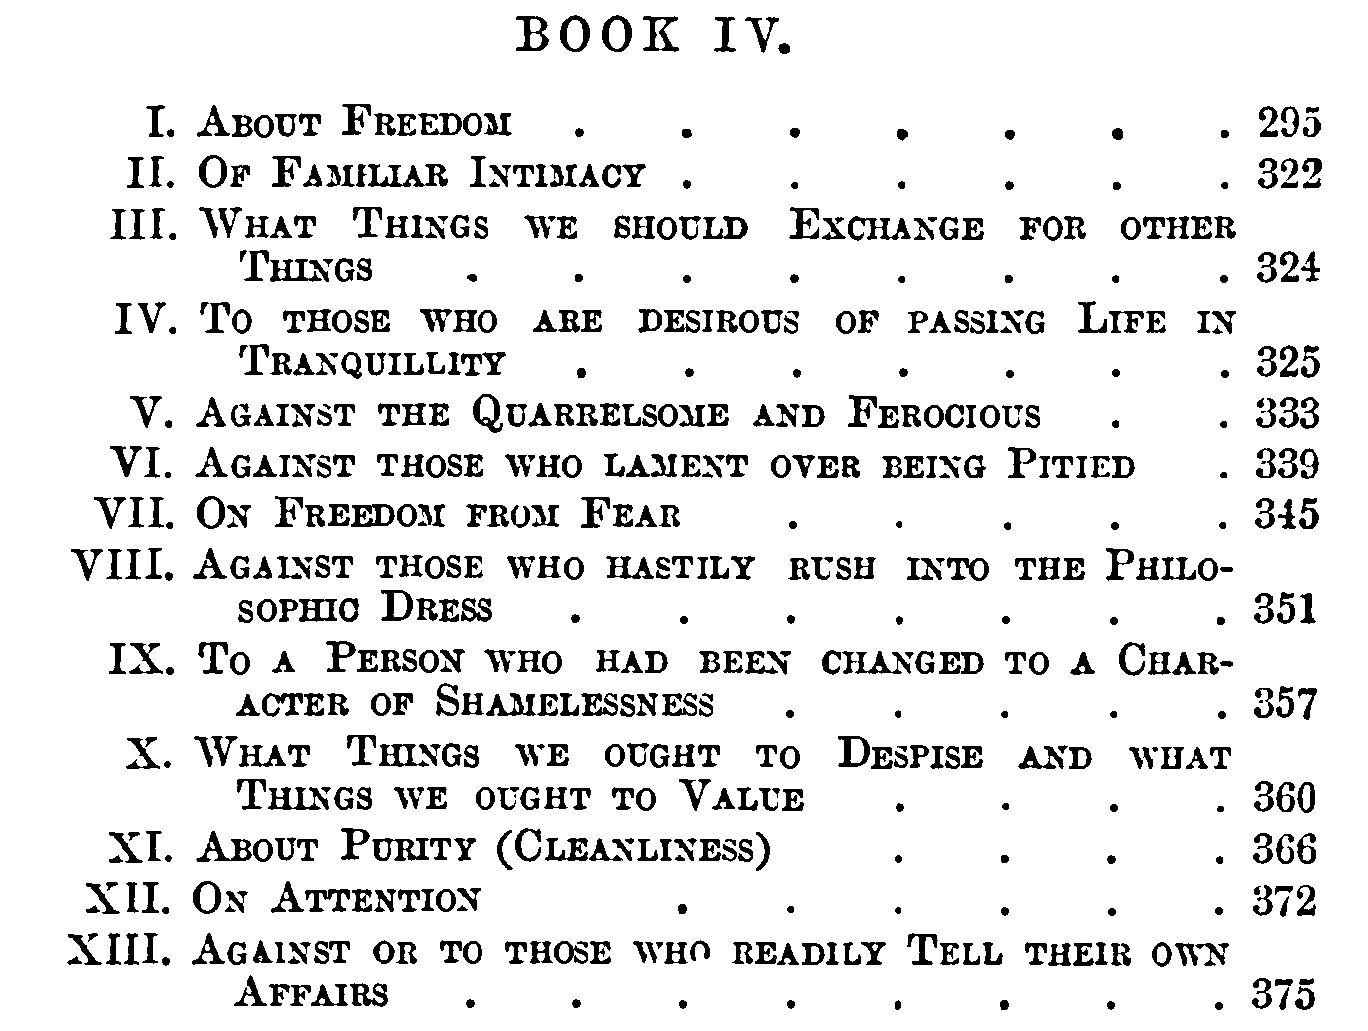 BOOK IV.
I. ABOUT FREEDOM . . . . . . . 295
II. OF FAMILIAR INTIMACY . . . . . . 322
III. WHAT THINGS WE SHOULD EXCHANGE FOR OTHER
THINGS . . . . . . . . 324
IV. TO THOSE WHO ARE DESIROUS OF PASSING LIFE IN
TRANQUILLITY . . . . . . . 325
V. AGAINST THE QUARRELSOME AND FEROCIOUS . . 333
VI. AGAINST THOSE WHO LAMENT OVER BEING PITIED . 339
VII. ON FREEDOM FROM FEAR . . . . . 345
VIII. AGAINST THOSE WHO HASTILY RUSH INTO THE PHILO-
SOPHIC DRESS . . . . . . . 351
IX. TO A PERSON WHO HAD BEEN CHANGED TO A CHAR-
ACTER OF SHAMELESSNESS . . . . . 357
X. WHAT THINGS WE OUGHT TO DESPISE AND WHAT
THINGS WE OUGHT TO VALUE . . . . 360
XI. ABOUT PURITY (CLEANLINESS) . . . . 366
XII. ON ATTENTION . . . . . . 372
XIII. AGAINST OR TO THOSE WHO READILY TELL THEIR OWN
AFFAIRS . . . . . . . . 375